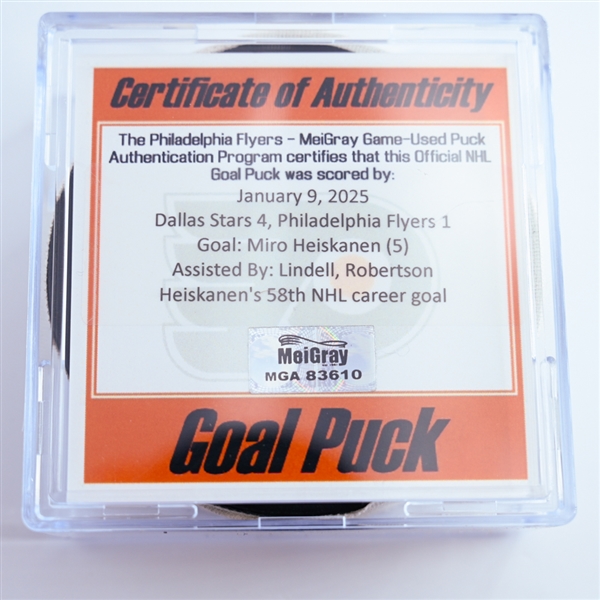 Certificate of Authenticity
The Philadelphia Flyers - MeiGray Game-Used Puck
Authentication Program certifies that this Official NHL
Goal Puck was scored by:
January 9, 2025
Dallas Stars 4, Philadelphia Flyers 1
Goal: Miro Heiskanen (5)
Assisted By: Lindell, Robertson
Heiskanen's 58th NHL career goal
MeiGray
MGA 83610
Goal Puck